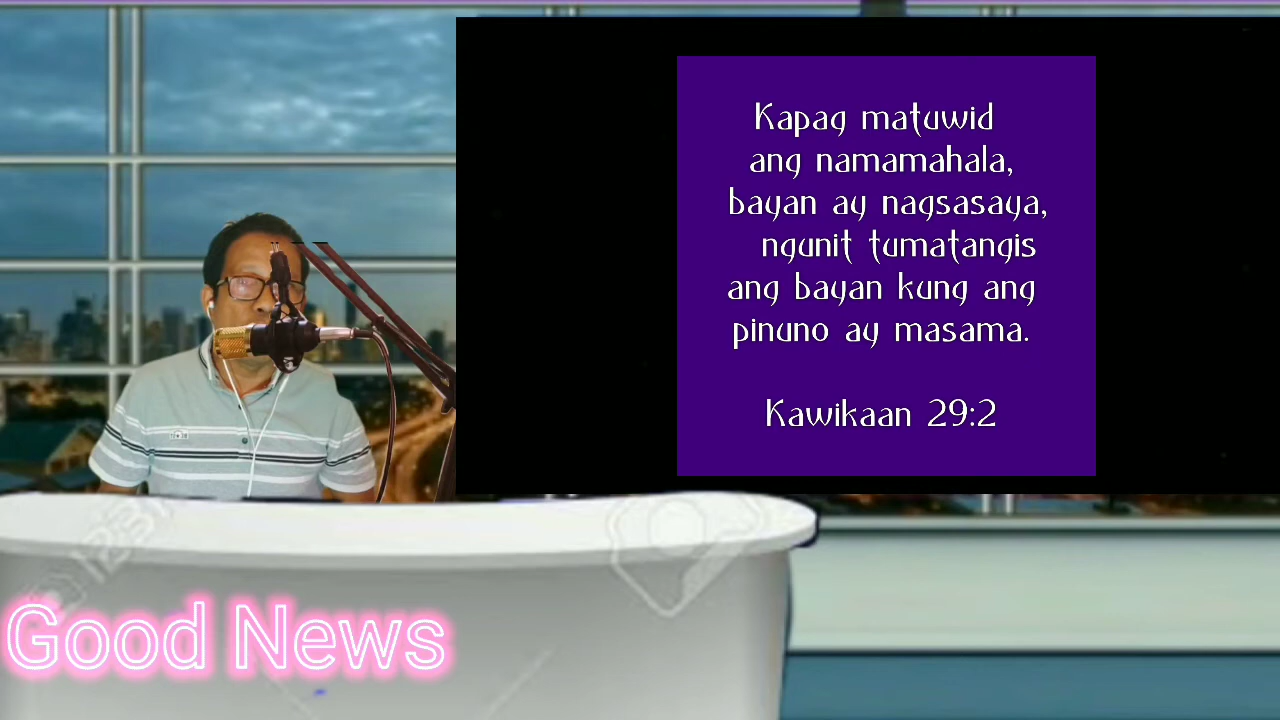 Kapag matuwid
ang namamahala,
bayan ay nagsasaya,
ngunit tumatangis
ang bayan kung ang
pinuno ay masama.
Kawikaan 29:2
123RF
Good News